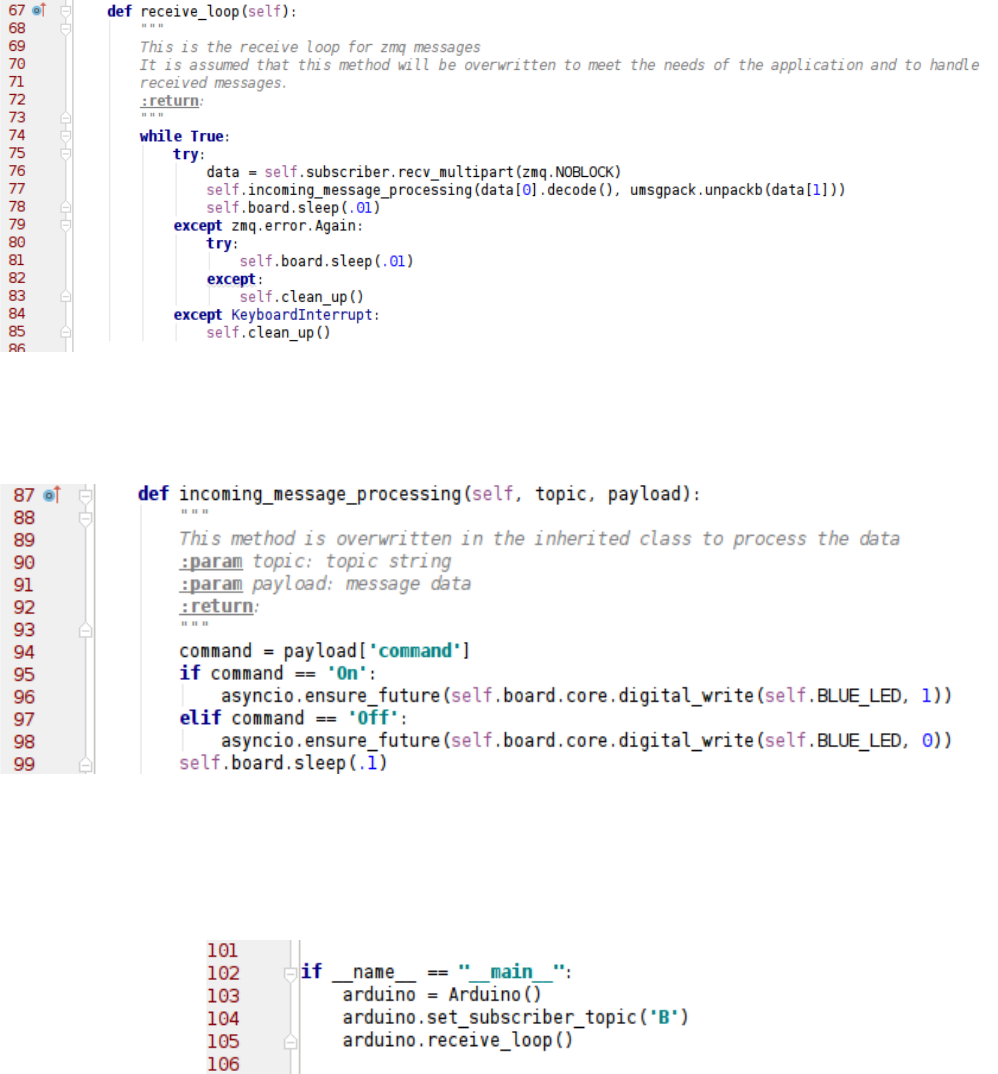 67 def receive_loop(self):
68 """
69 This is the receive loop for zmq messages
70 It is assumed that this method will be overwritten to meet the needs of the application and to handle
71 received messages.
72 :return:
73 """
74 while True:
75 try:
76 data = self.subscriber.recv_multipart(zmq.NOBLOCK)
77 self.incoming_message_processing(data[0].decode(), umsgpack.unpackb(data[1]))
78 self.board.sleep(.01)
79 except zmq.error.Again:
80 try:
81 self.board.sleep(.01)
82 except:
83 self.clean_up()
84 except KeyboardInterrupt:
85 self.clean_up()
86
87 def incoming_message_processing(self, topic, payload):
88 """
89 This method is overwritten in the inherited class to process the data
90 :param topic: topic string
91 :param payload: message data
92 :return:
93 """
94 command = payload['command']
95 if command == 'On':
96 asyncio.ensure_future(self.board.core.digital_write(self.BLUE_LED, 1))
97 elif command == 'Off':
98 asyncio.ensure_future(self.board.core.digital_write(self.BLUE_LED, 0))
99 self.board.sleep(.1)
101
102 if __name__ == "__main__":
103 arduino = Arduino()
104 arduino.set_subscriber_topic('B')
105 arduino.receive_loop()
106